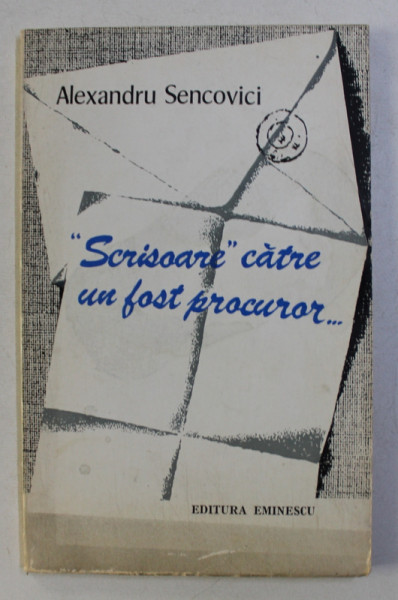 Alexandru Sencovici
"Scrisoare" către
un fost procuror...
EDITURA EMINESCU